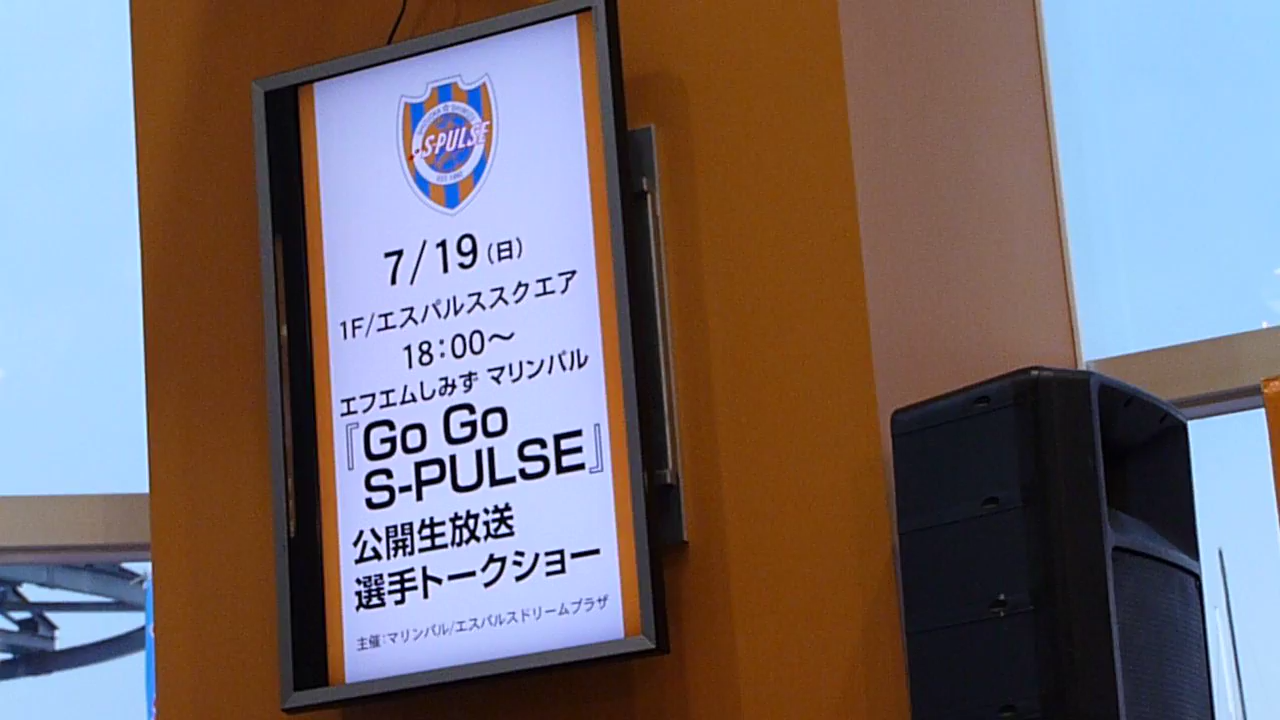 S-PULSE
7/19(日)
1F/エスパルススクエア
18:00～
エフエムしみず マリンパル
『Go Go
S-PULSE』
公開生放送
選手トークショー
主催:マリンパル/エスパルスドリームプラザ